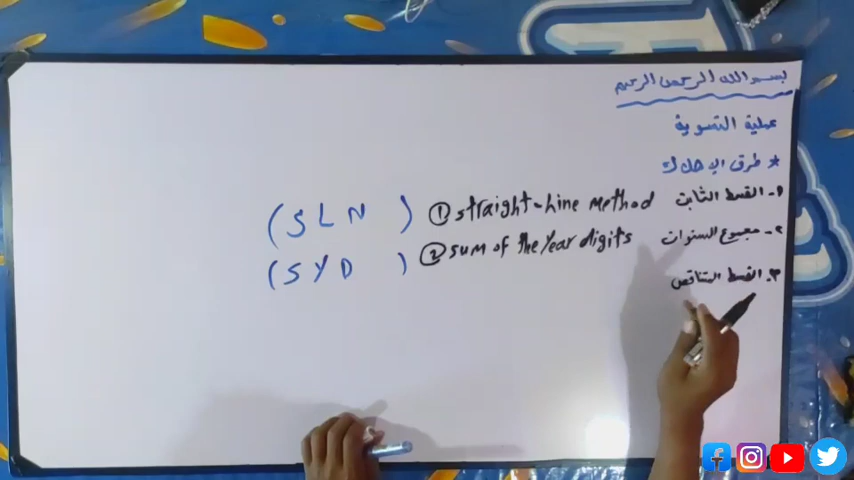 بسم الله الرحمن الرحيم
عملية التسوية
* طرق الإهلاك
١- القسط الثابت ① straight-Line method (SLN)
٢- مجموع السنوات ② sum of the Year digits (SYD)
٣- القسط المتناقص